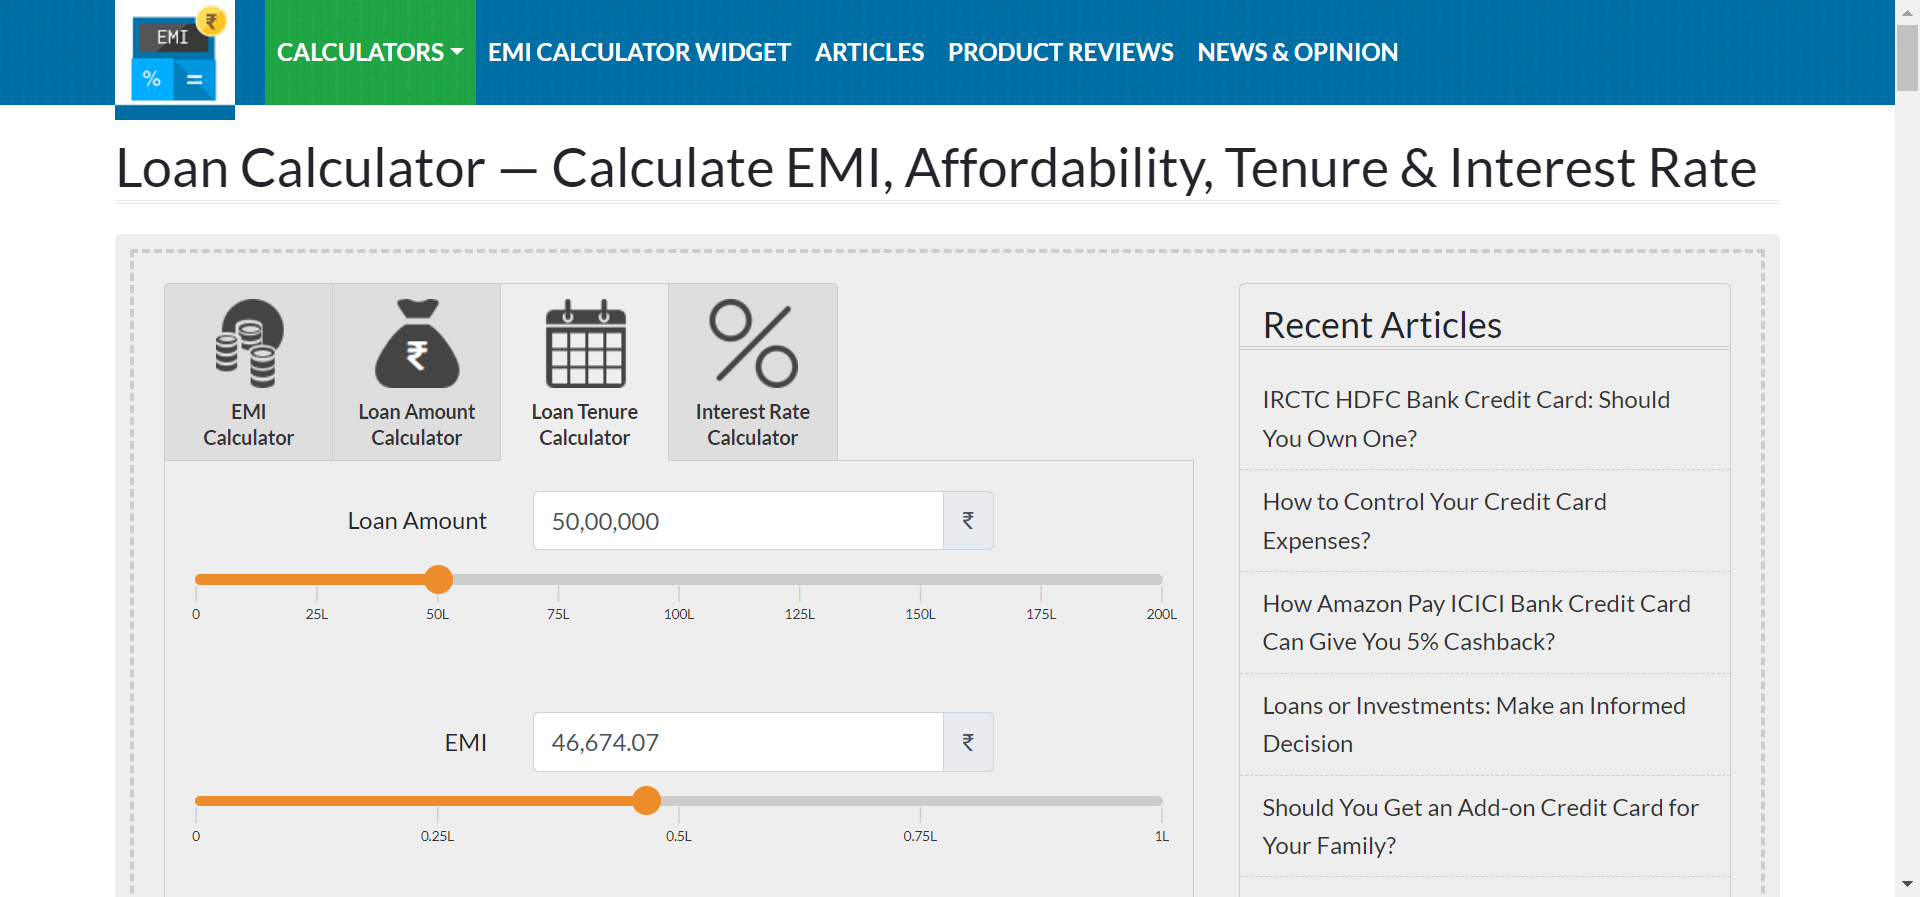 EMI
₹
%
=
CALCULATORS EMI CALCULATOR WIDGET ARTICLES PRODUCT REVIEWS NEWS & OPINION
Loan Calculator — Calculate EMI, Affordability, Tenure & Interest Rate
EMI
Calculator
₹
Loan Amount
Calculator
Loan Tenure
Calculator
Interest Rate
Calculator
Loan Amount 50,00,000 ₹
0 25L 50L 75L 100L 125L 150L 175L 200L
EMI 46,674.07 ₹
0 0.25L 0.5L 0.75L 1L
Recent Articles
IRCTC HDFC Bank Credit Card: Should
You Own One?
How to Control Your Credit Card
Expenses?
How Amazon Pay ICICI Bank Credit Card
Can Give You 5% Cashback?
Loans or Investments: Make an Informed
Decision
Should You Get an Add-on Credit Card for
Your Family?